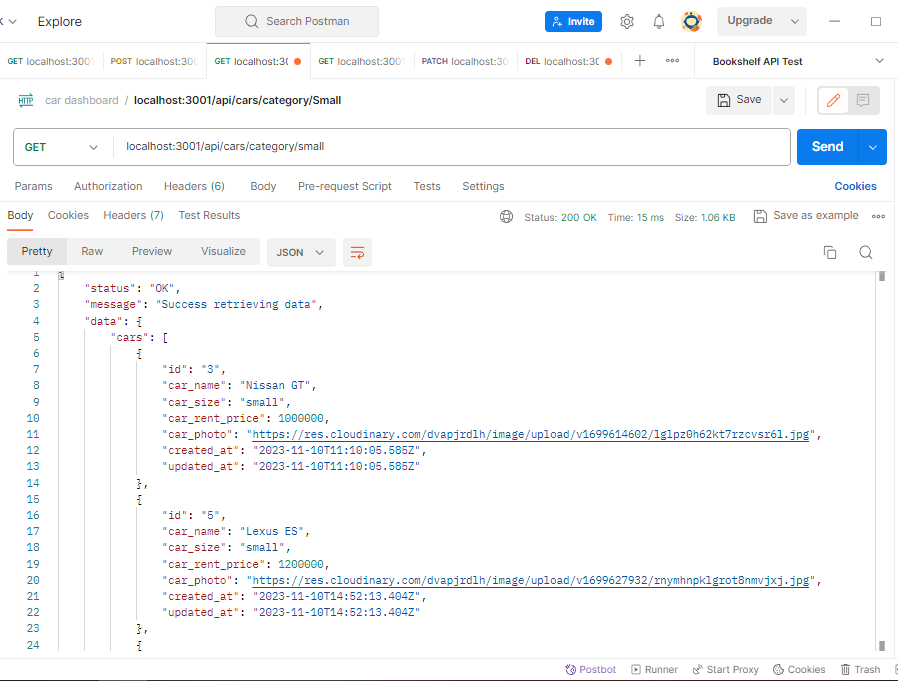 Explore
Search Postman
Invite
Upgrade
GET localhost:3001
POST localhost:300
GET localhost:30
GET localhost:3001
PATCH localhost:30
DEL localhost:30
Bookshelf API Test
HTTP car dashboard / localhost:3001/api/cars/category/Small
Save
GET localhost:3001/api/cars/category/small
Send
Params Authorization Headers (6) Body Pre-request Script Tests Settings Cookies
Body Cookies Headers (7) Test Results Status: 200 OK Time: 15 ms Size: 1.06 KB Save as example
Pretty Raw Preview Visualize JSON
1 {
2 "status": "OK",
3 "message": "Success retrieving data",
4 "data": {
5 "cars": [
6 {
7 "id": "3",
8 "car_name": "Nissan GT",
9 "car_size": "small",
10 "car_rent_price": 1000000,
11 "car_photo": "https://res.cloudinary.com/dvapjrdlh/image/upload/v1699614602/lglpz0h62kt7rzcvsr6l.jpg",
12 "created_at": "2023-11-10T11:10:05.585Z",
13 "updated_at": "2023-11-10T11:10:05.585Z"
14 },
15 {
16 "id": "5",
17 "car_name": "Lexus ES",
18 "car_size": "small",
19 "car_rent_price": 1200000,
20 "car_photo": "https://res.cloudinary.com/dvapjrdlh/image/upload/v1699627932/rnymhnpklgrot8nmvjxj.jpg",
21 "created_at": "2023-11-10T14:52:13.404Z",
22 "updated_at": "2023-11-10T14:52:13.404Z"
23 },
24 {
Postbot Runner Start Proxy Cookies Trash